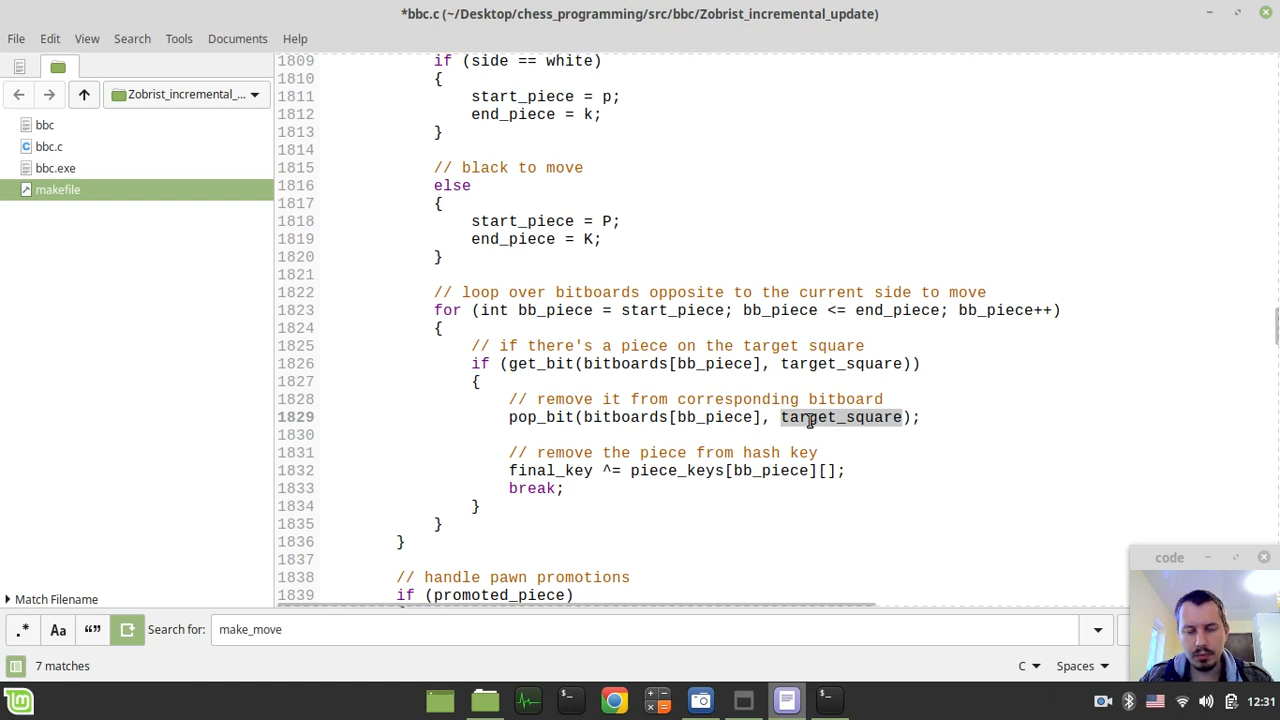 *bbc.c (~/Desktop/chess_programming/src/bbc/Zobrist_incremental_update)
File Edit View Search Tools Documents Help
Zobrist_incremental_...
bbc
bbc.c
bbc.exe
makefile
Match Filename
1809 if (side == white)
1810 {
1811 start_piece = p;
1812 end_piece = k;
1813 }
1814
1815 // black to move
1816 else
1817 {
1818 start_piece = P;
1819 end_piece = K;
1820 }
1821
1822 // loop over bitboards opposite to the current side to move
1823 for (int bb_piece = start_piece; bb_piece <= end_piece; bb_piece++)
1824 {
1825 // if there's a piece on the target square
1826 if (get_bit(bitboards[bb_piece], target_square))
1827 {
1828 // remove it from corresponding bitboard
1829 pop_bit(bitboards[bb_piece], target_square);
1830
1831 // remove the piece from hash key
1832 final_key ^= piece_keys[bb_piece][];
1833 break;
1834 }
1835 }
1836 }
1837
1838 // handle pawn promotions
1839 if (promoted_piece)
code
.* Aa “” Search for: make_move
7 matches C Spaces
12:31